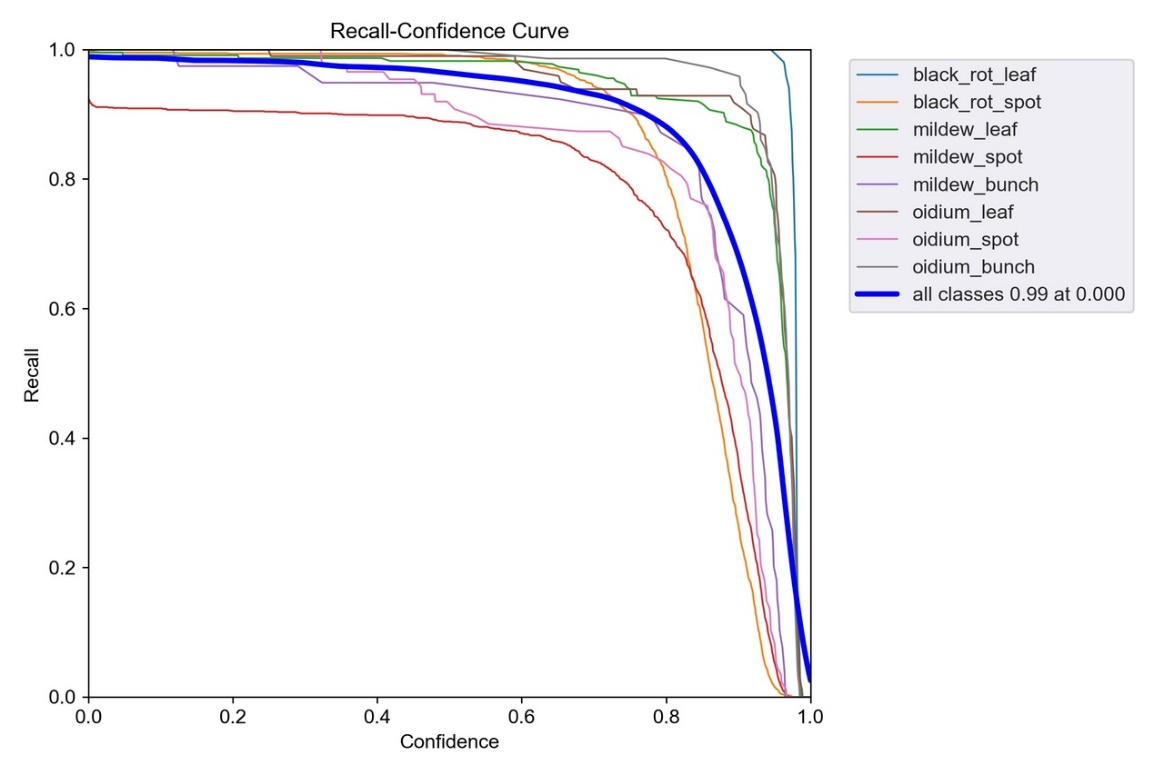 Recall-Confidence Curve
1.0
0.8
0.6
0.4
0.2
0.0
Recall
0.0 0.2 0.4 0.6 0.8 1.0
Confidence
black_rot_leaf
black_rot_spot
mildew_leaf
mildew_spot
mildew_bunch
oidium_leaf
oidium_spot
oidium_bunch
all classes 0.99 at 0.000